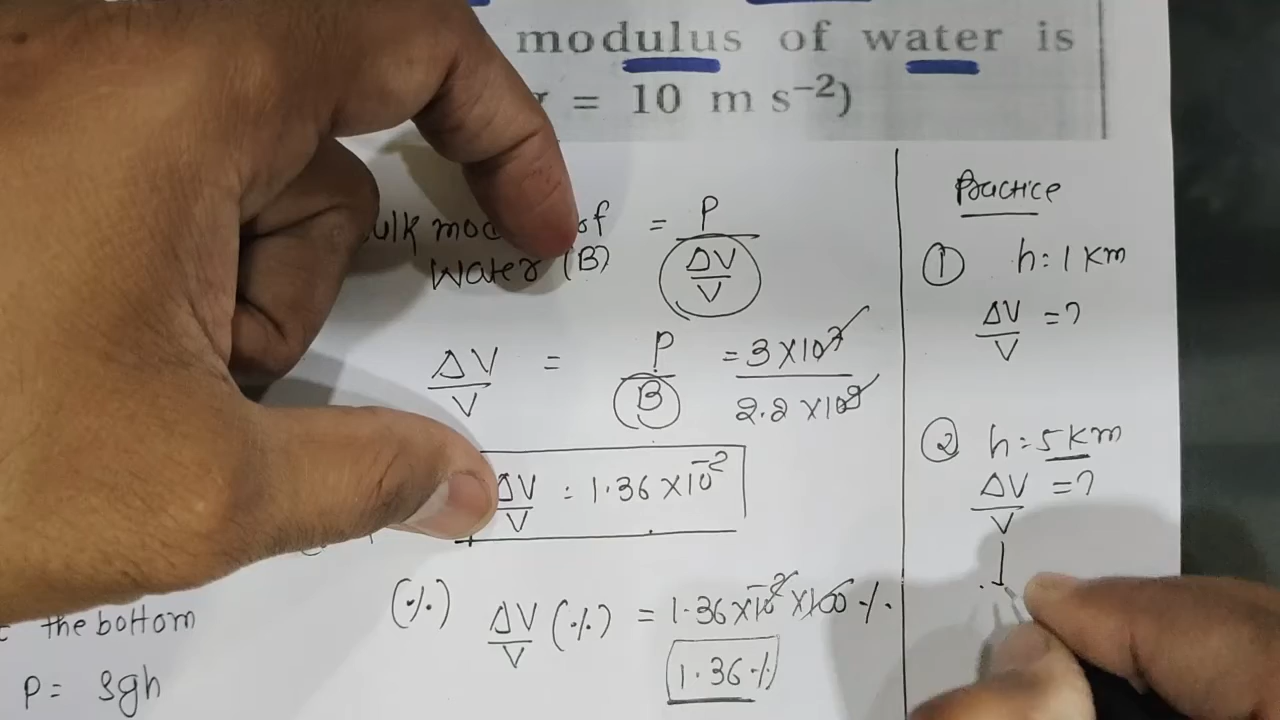 modulus of water is
= 10 m s⁻²)
of = P
Water (B) ΔV/V
ΔV/V = P/B = 3 X 10⁷/2.2 X 10⁹
ΔV/V = 1.36 X 10⁻²
(%) ΔV/V (%) = 1.36 X 10⁻² X 100 %.
1.36 %
the bottom
P = ρgh
Practice
① h = 1 Km
ΔV/V = ?
② h = 5 Km
ΔV/V = ?